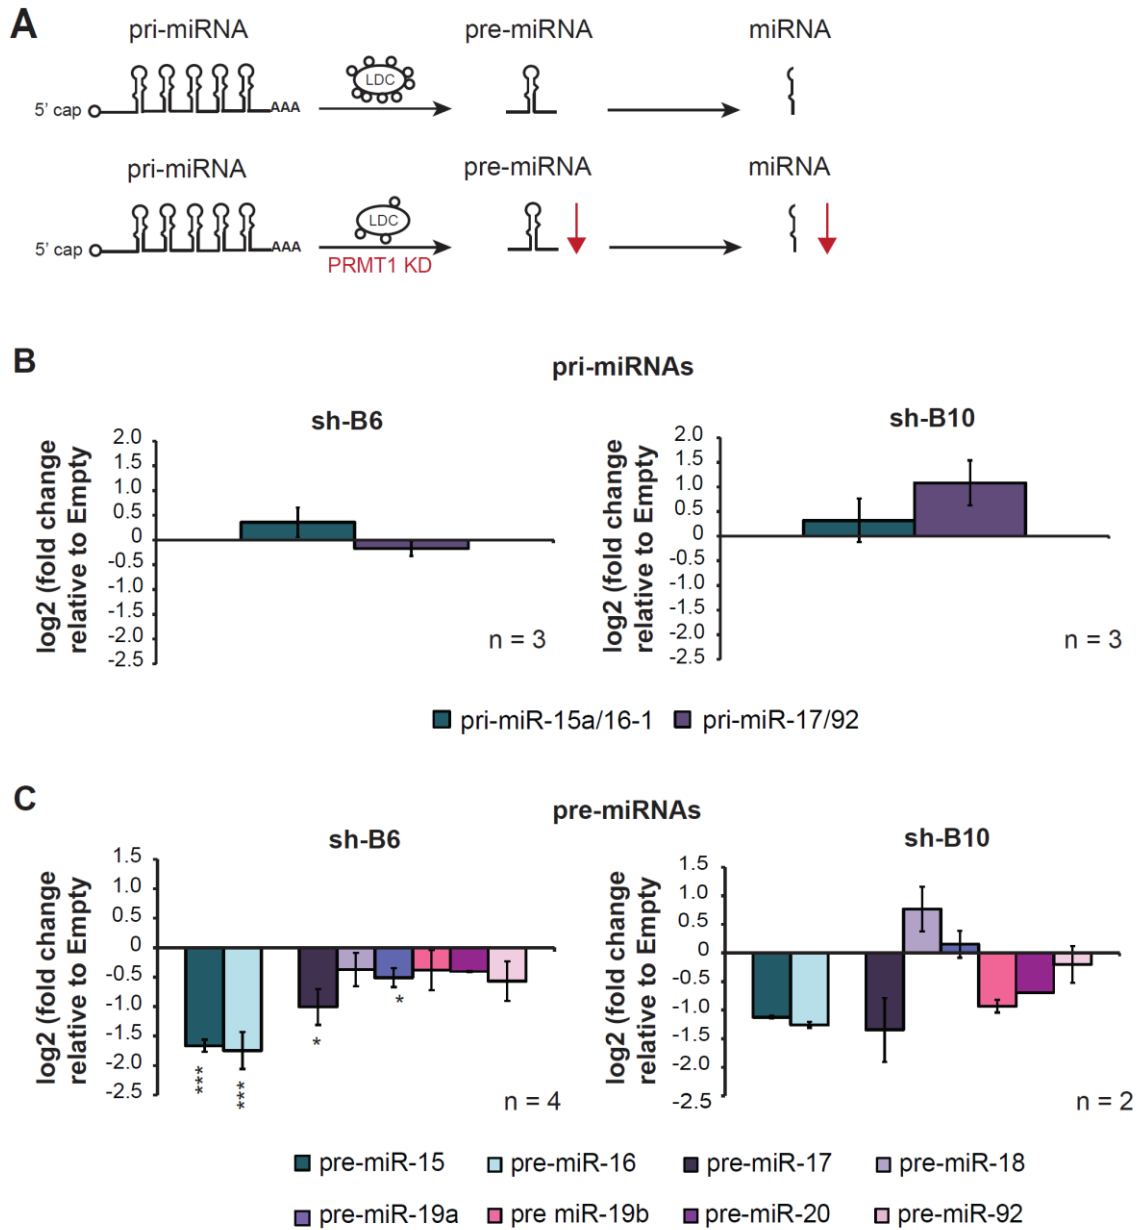 A
pri-miRNA
pre-miRNA
miRNA
5' cap
AAA
LDC
pri-miRNA
pre-miRNA
miRNA
5' cap
AAA
LDC
PRMT1 KD
B
pri-miRNAs
sh-B6
log2 (fold change
relative to Empty
2.0
1.5
1.0
0.5
0
-0.5
-1.0
-1.5
-2.0
-2.5
n = 3
sh-B10
log2 (fold change
relative to Empty
2.0
1.5
1.0
0.5
0
-0.5
-1.0
-1.5
-2.0
-2.5
n = 3
pri-miR-15a/16-1
pri-miR-17/92
C
pre-miRNAs
sh-B6
log2 (fold change
relative to Empty
1.5
1.0
0.5
0
-0.5
-1.0
-1.5
-2.0
-2.5
***
***
*
*
n = 4
sh-B10
log2 (fold change
relative to Empty
1.5
1.0
0.5
0
-0.5
-1.0
-1.5
-2.0
-2.5
n = 2
pre-miR-15
pre-miR-16
pre-miR-17
pre-miR-18
pre-miR-19a
pre miR-19b
pre-miR-20
pre-miR-92